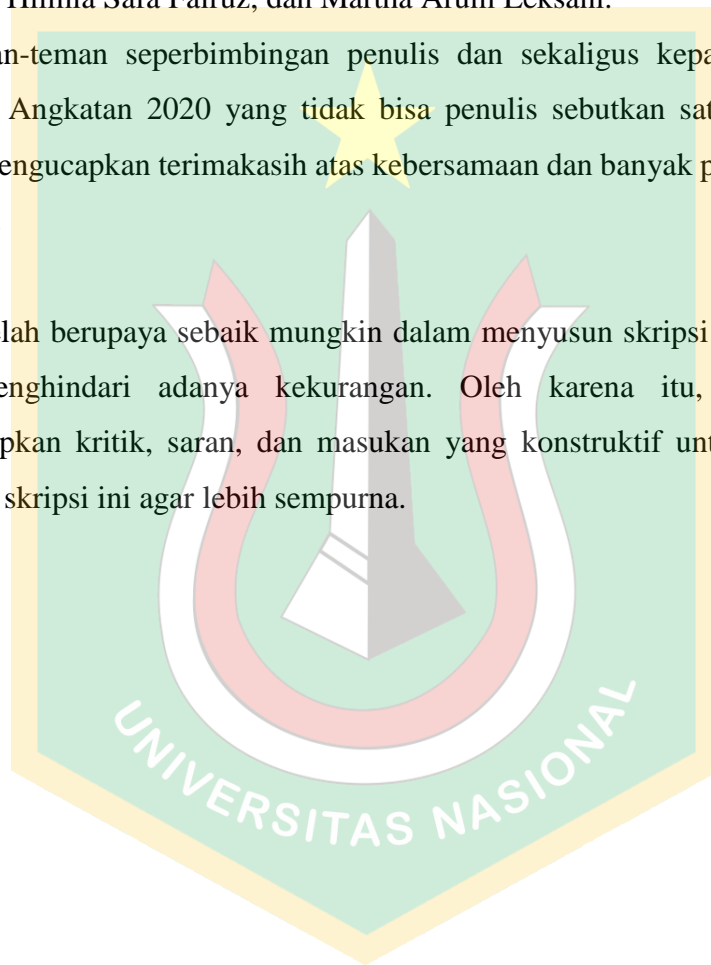 Himma Sara Fairuz, dan Martha Arum Leksani.
an-teman seperbimbingan penulis dan sekaligus kepa
Angkatan 2020 yang tidak bisa penulis sebutkan sat
engucapkan terimakasih atas kebersamaan dan banyak p
elah berupaya sebaik mungkin dalam menyusun skripsi
enghindari adanya kekurangan. Oleh karena itu,
pkan kritik, saran, dan masukan yang konstruktif unt
skripsi ini agar lebih sempurna.
UNIVERSITAS NASIONAL